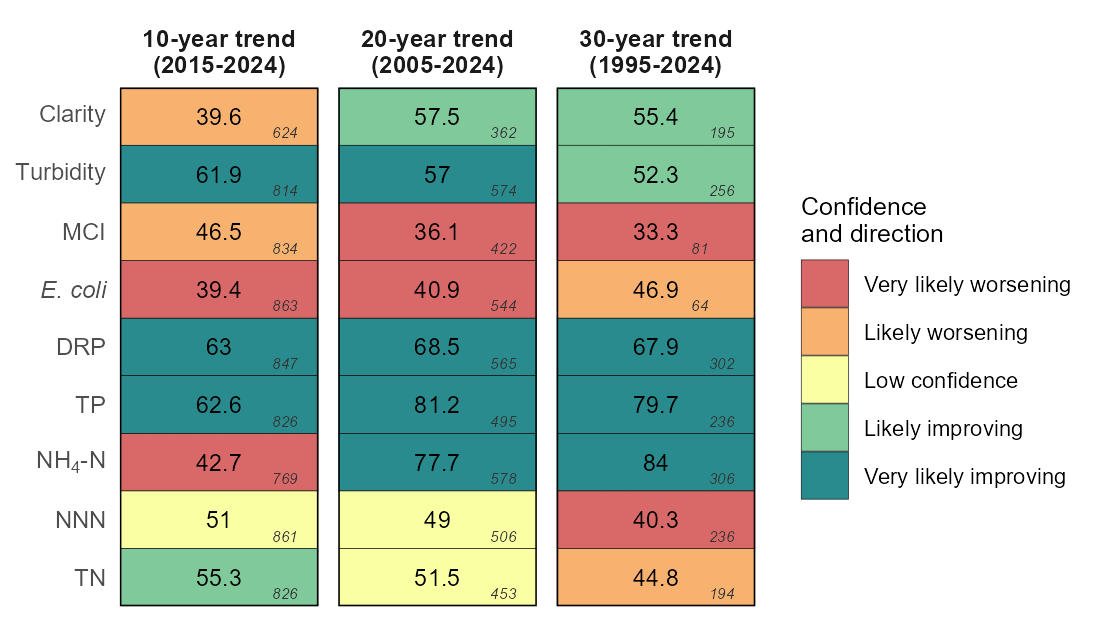 10-year trend 20-year trend 30-year trend
(2015-2024) (2005-2024) (1995-2024)
Clarity 39.6 624 57.5 362 55.4 195
Turbidity 61.9 814 57 574 52.3 256
MCI 46.5 834 36.1 422 33.3 81
E. coli 39.4 863 40.9 544 46.9 64
DRP 63 847 68.5 565 67.9 302
TP 62.6 826 81.2 495 79.7 236
NH₄-N 42.7 769 77.7 578 84 306
NNN 51 861 49 506 40.3 236
TN 55.3 826 51.5 453 44.8 194
Confidence
and direction
Very likely worsening
Likely worsening
Low confidence
Likely improving
Very likely improving